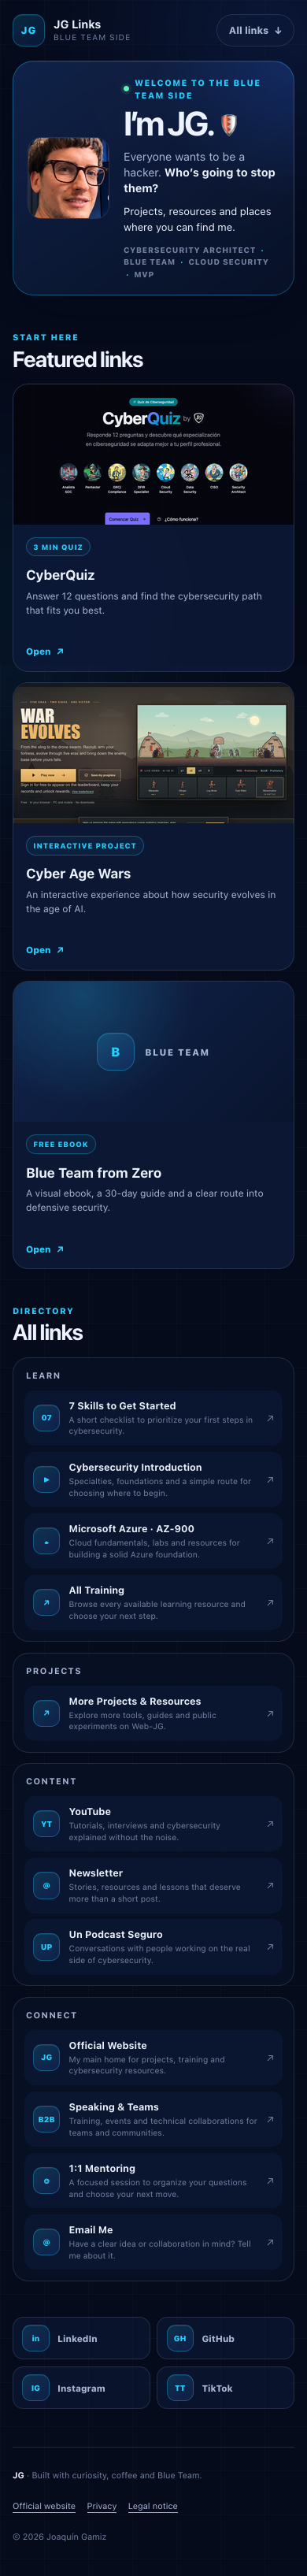 JG
JG Links
BLUE TEAM SIDE
All links ↓
WELCOME TO THE BLUE
TEAM SIDE
I'm JG.
Everyone wants to be a
hacker. Who's going to stop
them?
Projects, resources and places
where you can find me.
CYBERSECURITY ARCHITECT ·
BLUE TEAM · CLOUD SECURITY
· MVP
START HERE
Featured links
CyberQuiz by
Responde 12 preguntas y descubre qué especialización
en ciberseguridad se adapta mejor a tu perfil profesional.
Comenzar Quiz
¿Cómo funciona?
3 MIN QUIZ
CyberQuiz
Answer 12 questions and find the cybersecurity path
that fits you best.
Open ↗
WAR
EVOLVES
INTERACTIVE PROJECT
Cyber Age Wars
An interactive experience about how security evolves in
the age of AI.
Open ↗
B
BLUE TEAM
FREE EBOOK
Blue Team from Zero
A visual ebook, a 30-day guide and a clear route into
defensive security.
Open ↗
DIRECTORY
All links
LEARN
07
7 Skills to Get Started
A short checklist to prioritize your first steps in
cybersecurity.
↗
Cybersecurity Introduction
Specialties, foundations and a simple route for
choosing where to begin.
↗
Microsoft Azure · AZ-900
Cloud fundamentals, labs and resources for
building a solid Azure foundation.
↗
All Training
Browse every available learning resource and
choose your next step.
↗
PROJECTS
More Projects & Resources
Explore more tools, guides and public
experiments on Web-JG.
↗
CONTENT
YT
YouTube
Tutorials, interviews and cybersecurity
explained without the noise.
↗
@
Newsletter
Stories, resources and lessons that deserve
more than a short post.
↗
UP
Un Podcast Seguro
Conversations with people working on the real
side of cybersecurity.
↗
CONNECT
JG
Official Website
My main home for projects, training and
cybersecurity resources.
↗
B2B
Speaking & Teams
Training, events and technical collaborations for
teams and communities.
↗
1:1 Mentoring
A focused session to organize your questions
and choose your next move.
↗
@
Email Me
Have a clear idea or collaboration in mind? Tell
me about it.
↗
in
LinkedIn
GH
GitHub
IG
Instagram
TT
TikTok
JG · Built with curiosity, coffee and Blue Team.
Official website Privacy Legal notice
© 2026 Joaquín Gamiz